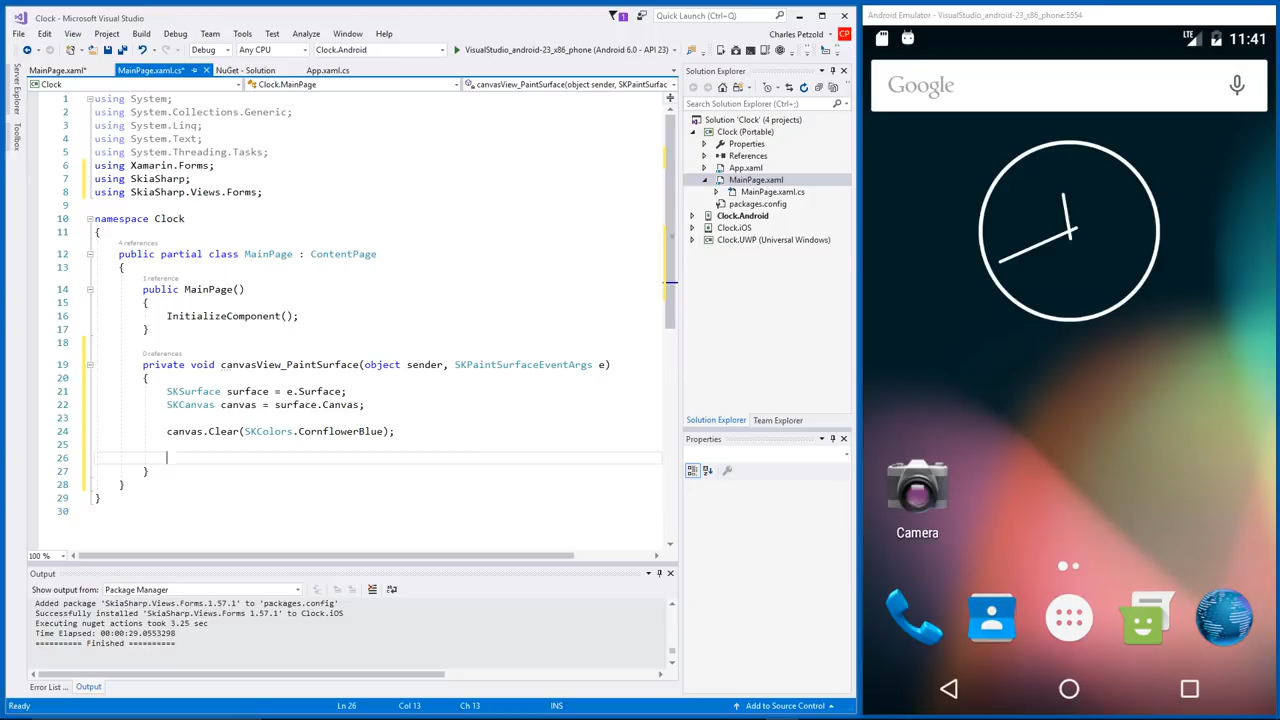 Clock - Microsoft Visual Studio
1
Quick Launch (Ctrl+Q)
File Edit View Project Build Debug Team Tools Test Analyze Window Help
Charles Petzold CP
Debug Any CPU Clock.Android VisualStudio_android-23_x86_phone (Android 6.0 - API 23)
Server Explorer
Toolbox
MainPage.xaml* MainPage.xaml.cs* NuGet - Solution App.xaml.cs
Clock Clock.MainPage canvasView_PaintSurface(object sender, SKPaintSurfac
1 using System;
2 using System.Collections.Generic;
3 using System.Linq;
4 using System.Text;
5 using System.Threading.Tasks;
6 using Xamarin.Forms;
7 using SkiaSharp;
8 using SkiaSharp.Views.Forms;
9
10 namespace Clock
11 {
4 references
12 public partial class MainPage : ContentPage
13 {
1 reference
14 public MainPage()
15 {
16 InitializeComponent();
17 }
18
0 references
19 private void canvasView_PaintSurface(object sender, SKPaintSurfaceEventArgs e)
20 {
21 SKSurface surface = e.Surface;
22 SKCanvas canvas = surface.Canvas;
23
24 canvas.Clear(SKColors.CornflowerBlue);
25
26
27 }
28 }
29 }
30
100 %
Output
Show output from: Package Manager
Added package 'SkiaSharp.Views.Forms.1.57.1' to 'packages.config'
Successfully installed 'SkiaSharp.Views.Forms 1.57.1' to Clock.iOS
Executing nuget actions took 3.25 sec
Time Elapsed: 00:00:29.0553298
========== Finished ==========
Error List ... Output
Solution Explorer
Search Solution Explorer (Ctrl+;)
Solution 'Clock' (4 projects)
Clock (Portable)
Properties
References
App.xaml
MainPage.xaml
MainPage.xaml.cs
packages.config
Clock.Android
Clock.iOS
Clock.UWP (Universal Windows)
Solution Explorer Team Explorer
Properties
Ready Ln 26 Col 13 Ch 13 INS Add to Source Control
Android Emulator - VisualStudio_android-23_x86_phone:5554
LTE 11:41
Google
Camera